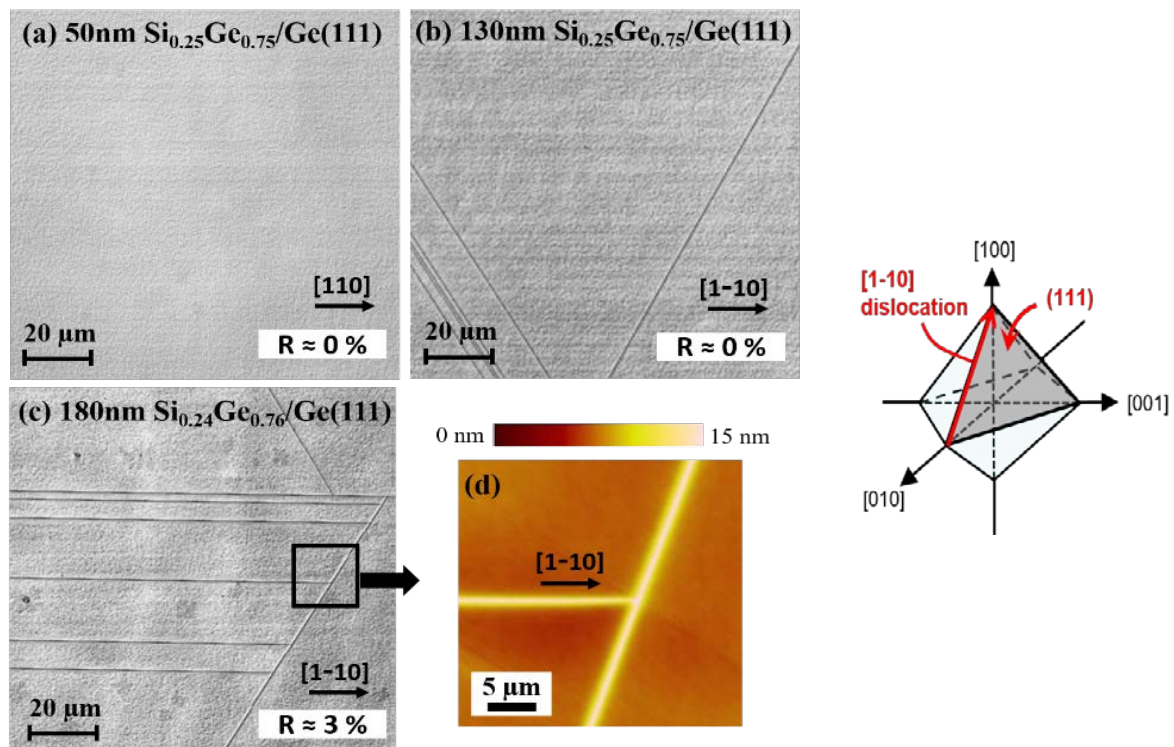 (a) 50nm Si₀.₂₅Ge₀.₇₅/Ge(111)
[110]
20 μm
R ≈ 0 %
(b) 130nm Si₀.₂₅Ge₀.₇₅/Ge(111)
[1-10]
20 μm
R ≈ 0 %
(c) 180nm Si₀.₂₄Ge₀.₇₆/Ge(111)
[1-10]
20 μm
R ≈ 3 %
0 nm
15 nm
(d)
[1-10]
5 μm
[100]
[1-10]
dislocation
(111)
[001]
[010]